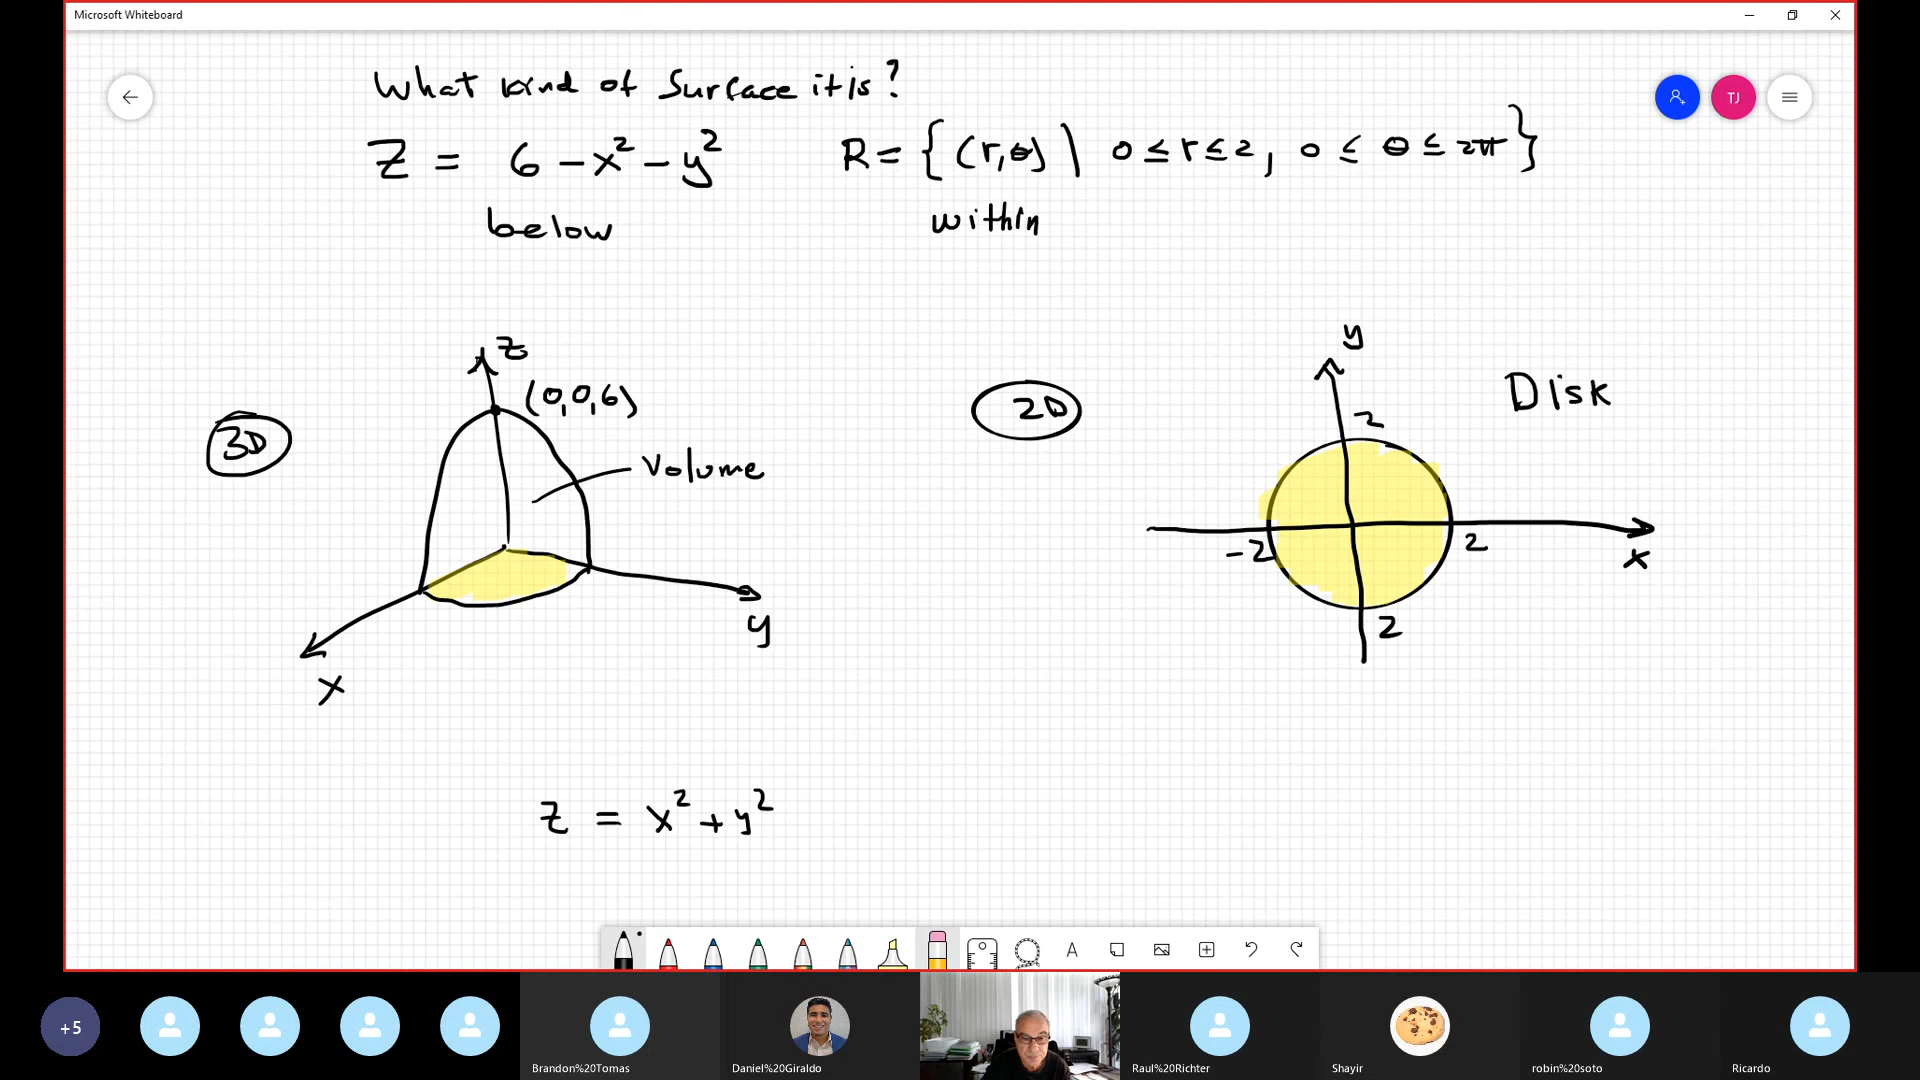 Microsoft Whiteboard
What kind of Surface it is?
TJ
Z = 6 - x² - y²    R = { (r,θ) \ 0 ≤ r ≤ 2, 0 ≤ θ ≤ 2π }
below    within
z
y
(0,0,6)
3D
2D
Disk
2
Volume
-2
2
x
y
2
x
z = x² + y²
A
+5
Brandon%20Tomas
Daniel%20Giraldo
Raul%20Richter
Shayir
robin%20soto
Ricardo